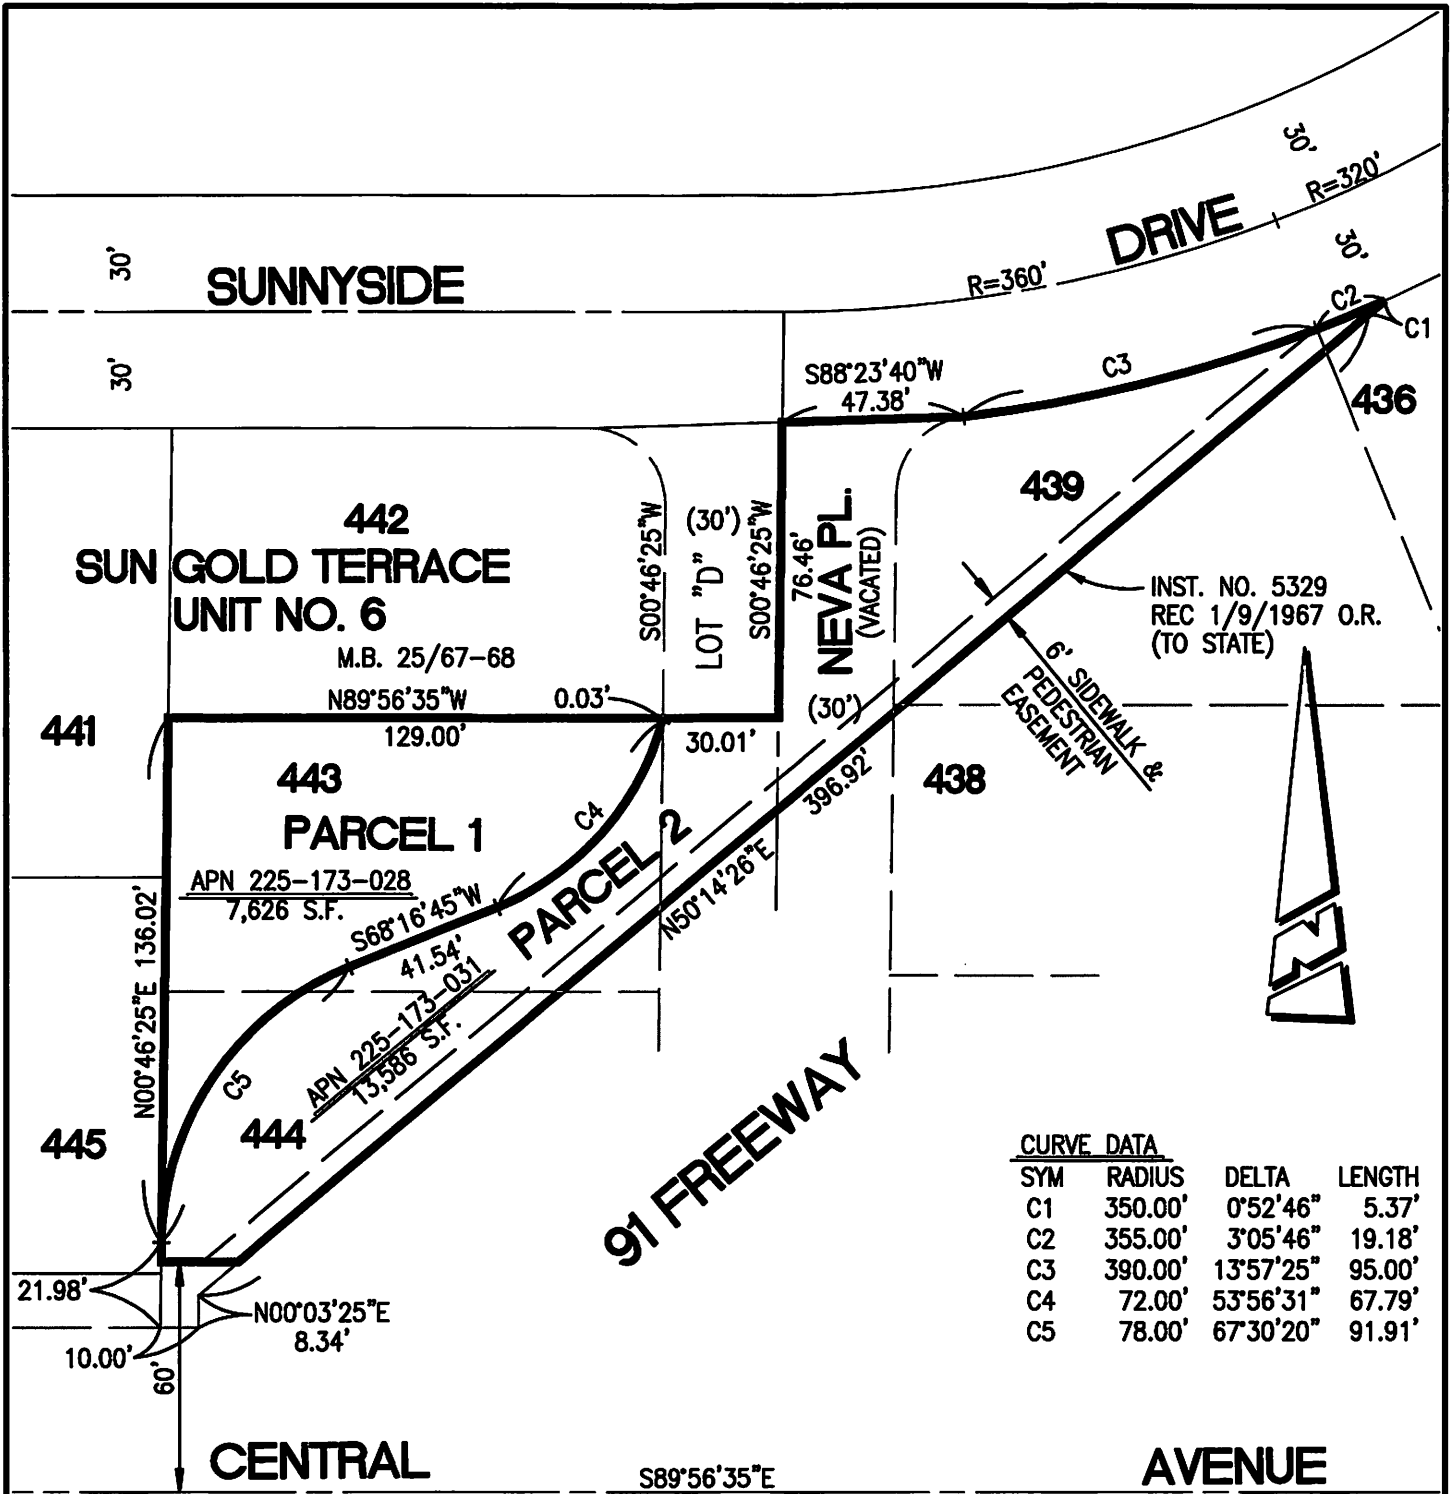 30'
R=320'
DRIVE
30'
30'
SUNNYSIDE
R=360'
C2
C1
30'
C3
S88°23'40"W
47.38'
436
439
442
SUN GOLD TERRACE
UNIT NO. 6
M.B. 25/67-68
S00°46'25"W
LOT "D"
(30')
S00°46'25"W
76.46'
NEVA PL.
(VACATED)
(30')
INST. NO. 5329
REC 1/9/1967 O.R.
(TO STATE)
6' SIDEWALK &
PEDESTRIAN
EASEMENT
N89°56'35"W
129.00'
0.03'
30.01'
441
443
PARCEL 1
APN 225-173-028
7,626 S.F.
C4
PARCEL 2
396.92'
N50°14'26"E
438
S68°16'45"W
41.54'
APN 225-173-031
13,586 S.F.
N00°46'25"E 136.02'
C5
444
445
91 FREEWAY
21.98'
10.00'
N00°03'25"E
8.34'
60'
CURVE DATA
SYM RADIUS DELTA LENGTH
C1 350.00' 0°52'46" 5.37'
C2 355.00' 3°05'46" 19.18'
C3 390.00' 13°57'25" 95.00'
C4 72.00' 53°56'31" 67.79'
C5 78.00' 67°30'20" 91.91'
CENTRAL AVENUE
S89°56'35"E
N